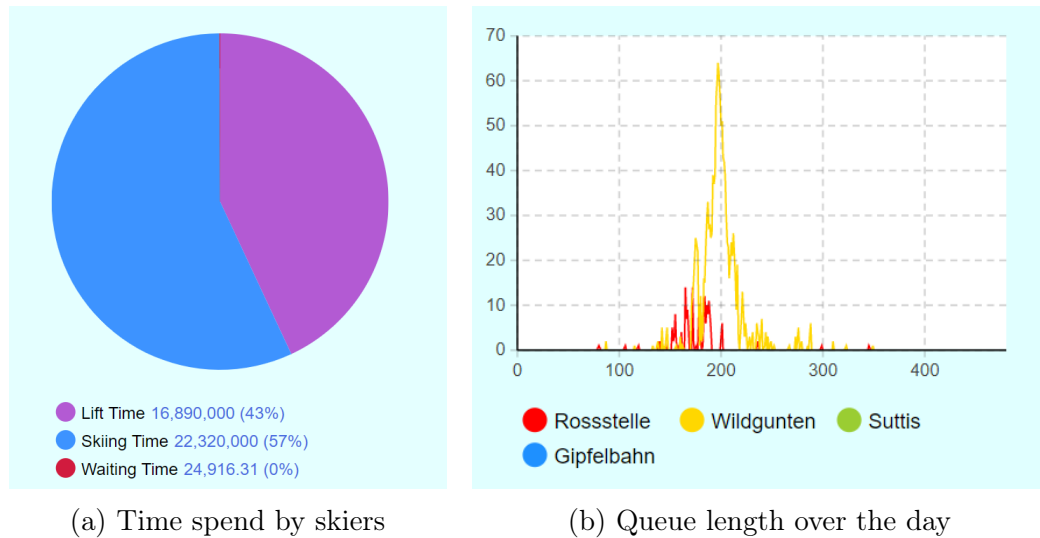 Lift Time 16,890,000 (43%)
Skiing Time 22,320,000 (57%)
Waiting Time 24,916.31 (0%)
(a) Time spend by skiers
70
60
50
40
30
20
10
0
0 100 200 300 400
Rossstelle Wildgunten Suttis
Gipfelbahn
(b) Queue length over the day